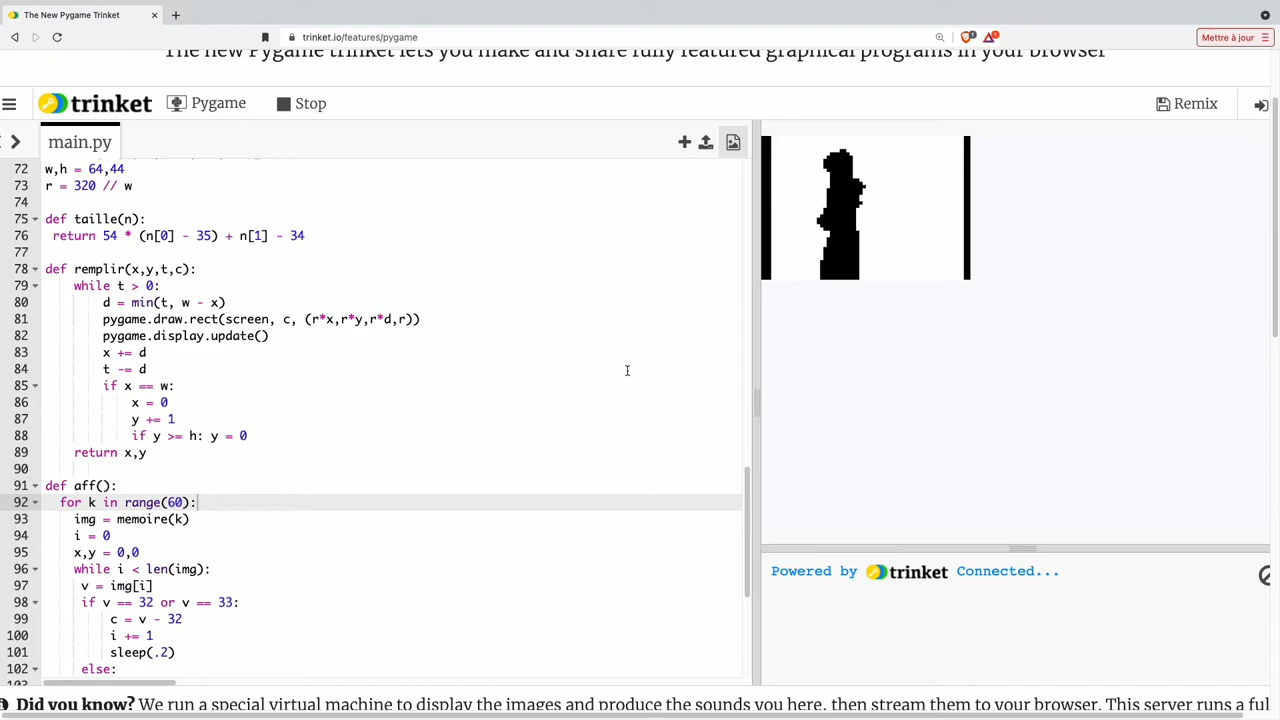 The New Pygame Trinket
trinket.io/features/pygame
1
1
Mettre à jour
The new Pygame trinket lets you make and share fully featured graphical programs in your browser
trinket Pygame Stop Remix
main.py
72 w,h = 64,44
73 r = 320 // w
74
75 def taille(n):
76 return 54 * (n[0] - 35) + n[1] - 34
77
78 def remplir(x,y,t,c):
79 while t > 0:
80 d = min(t, w - x)
81 pygame.draw.rect(screen, c, (r*x,r*y,r*d,r))
82 pygame.display.update()
83 x += d
84 t -= d
85 if x == w:
86 x = 0
87 y += 1
88 if y >= h: y = 0
89 return x,y
90
91 def aff():
92 for k in range(60):
93 img = memoire(k)
94 i = 0
95 x,y = 0,0
96 while i < len(img):
97 v = img[i]
98 if v == 32 or v == 33:
99 c = v - 32
100 i += 1
101 sleep(.2)
102 else:
103
Powered by trinket Connected...
Did you know? We run a special virtual machine to display the images and produce the sounds you here, then stream them to your browser. This server runs a ful